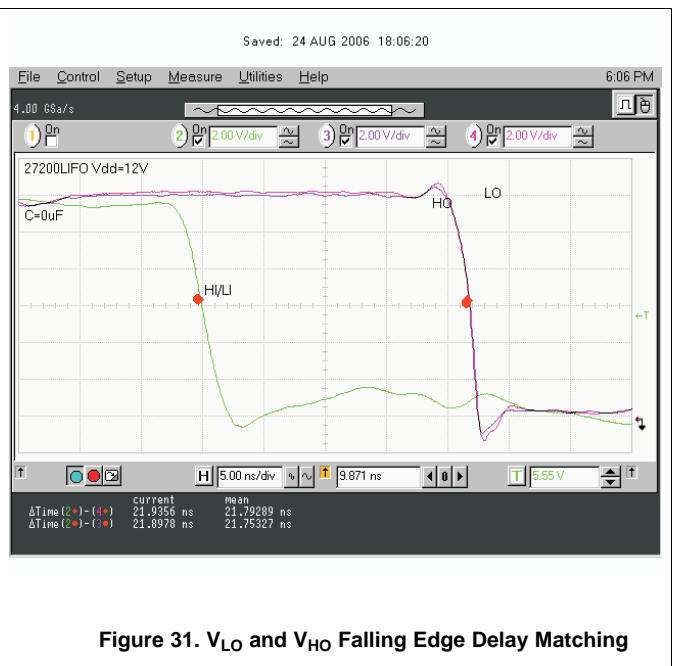 Saved: 24 AUG 2006 18:06:20
File Control Setup Measure Utilities Help 6:06 PM
4.00 GSa/s
1) On 2) On 2.00 V/div 3) On 2.00 V/div 4) On 2.00 V/div
27200LIFO Vdd=12V
C=0uF
HO
LO
HI/LI
←T
H 5.00 ns/div 9.871 ns 0 T 5.55 V
current mean
ΔTime(2•)-(4•) 21.9356 ns 21.79289 ns
ΔTime(2•)-(3•) 21.8978 ns 21.75327 ns
Figure 31. VLO and VHO Falling Edge Delay Matching